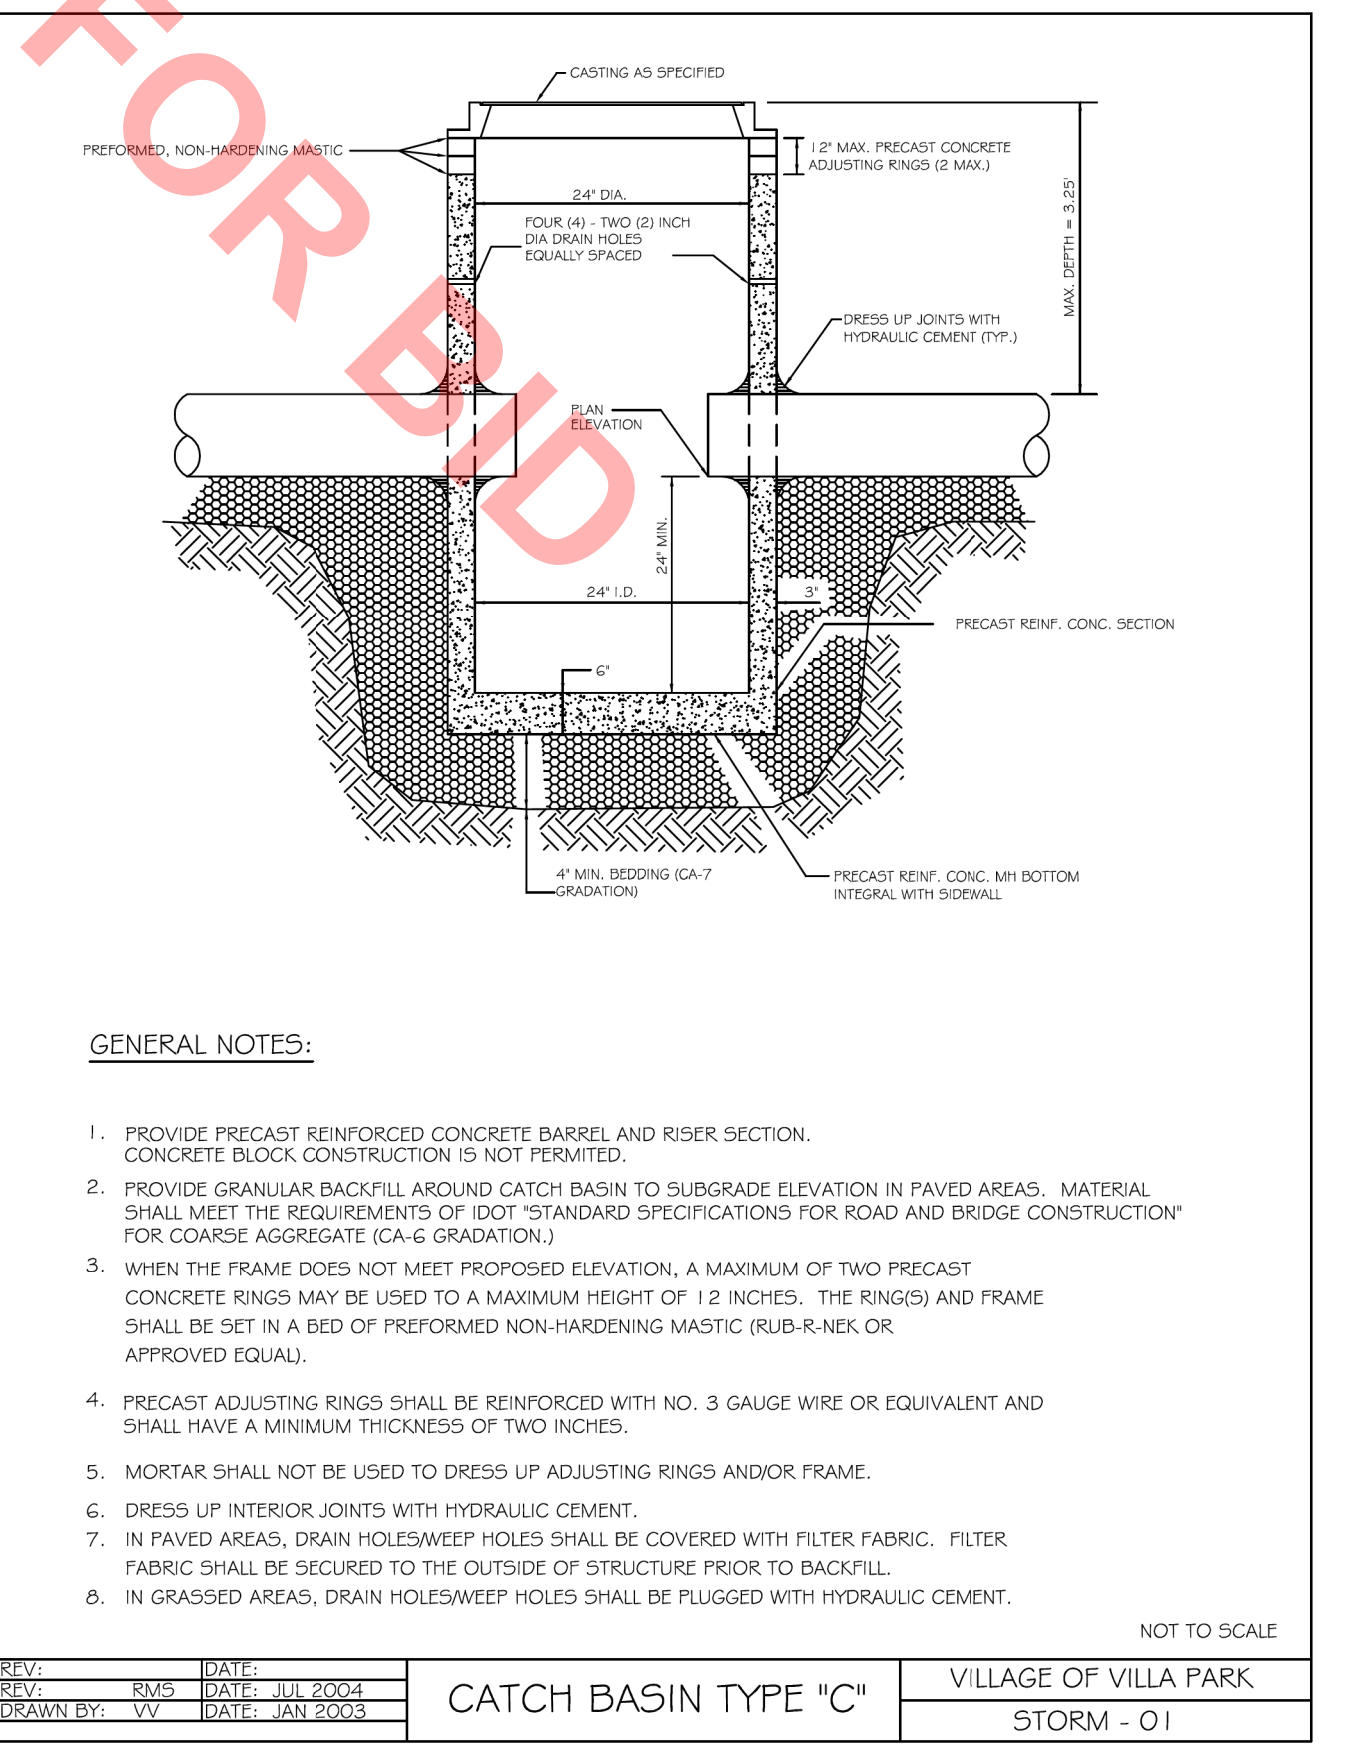 FOR BID
CASTING AS SPECIFIED
PREFORMED, NON-HARDENING MASTIC
12" MAX. PRECAST CONCRETE
ADJUSTING RINGS (2 MAX.)
24" DIA.
FOUR (4) - TWO (2) INCH
DIA DRAIN HOLES
EQUALLY SPACED
MAX. DEPTH = 3.25'
DRESS UP JOINTS WITH
HYDRAULIC CEMENT (TYP.)
PLAN
ELEVATION
24" MIN.
24" I.D.
3"
PRECAST REINF. CONC. SECTION
6"
4" MIN. BEDDING (CA-7
GRADATION)
PRECAST REINF. CONC. MH BOTTOM
INTEGRAL WITH SIDEWALL
GENERAL NOTES:
1. PROVIDE PRECAST REINFORCED CONCRETE BARREL AND RISER SECTION.
CONCRETE BLOCK CONSTRUCTION IS NOT PERMITED.
2. PROVIDE GRANULAR BACKFILL AROUND CATCH BASIN TO SUBGRADE ELEVATION IN PAVED AREAS. MATERIAL
SHALL MEET THE REQUIREMENTS OF IDOT "STANDARD SPECIFICATIONS FOR ROAD AND BRIDGE CONSTRUCTION"
FOR COARSE AGGREGATE (CA-6 GRADATION.)
3. WHEN THE FRAME DOES NOT MEET PROPOSED ELEVATION, A MAXIMUM OF TWO PRECAST
CONCRETE RINGS MAY BE USED TO A MAXIMUM HEIGHT OF 12 INCHES. THE RING(S) AND FRAME
SHALL BE SET IN A BED OF PREFORMED NON-HARDENING MASTIC (RUB-R-NEK OR
APPROVED EQUAL).
4. PRECAST ADJUSTING RINGS SHALL BE REINFORCED WITH NO. 3 GAUGE WIRE OR EQUIVALENT AND
SHALL HAVE A MINIMUM THICKNESS OF TWO INCHES.
5. MORTAR SHALL NOT BE USED TO DRESS UP ADJUSTING RINGS AND/OR FRAME.
6. DRESS UP INTERIOR JOINTS WITH HYDRAULIC CEMENT.
7. IN PAVED AREAS, DRAIN HOLES/WEEP HOLES SHALL BE COVERED WITH FILTER FABRIC. FILTER
FABRIC SHALL BE SECURED TO THE OUTSIDE OF STRUCTURE PRIOR TO BACKFILL.
8. IN GRASSED AREAS, DRAIN HOLES/WEEP HOLES SHALL BE PLUGGED WITH HYDRAULIC CEMENT.
NOT TO SCALE
REV: DATE:
REV: RMS DATE: JUL 2004
DRAWN BY: VV DATE: JAN 2003
CATCH BASIN TYPE "C"
VILLAGE OF VILLA PARK
STORM - 01